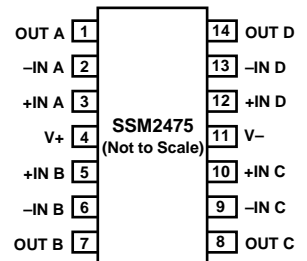 OUT A 1 14 OUT D
–IN A 2 13 –IN D
+IN A 3 12 +IN D
V+ 4 SSM2475 11 V–
(Not to Scale)
+IN B 5 10 +IN C
–IN B 6 9 –IN C
OUT B 7 8 OUT C